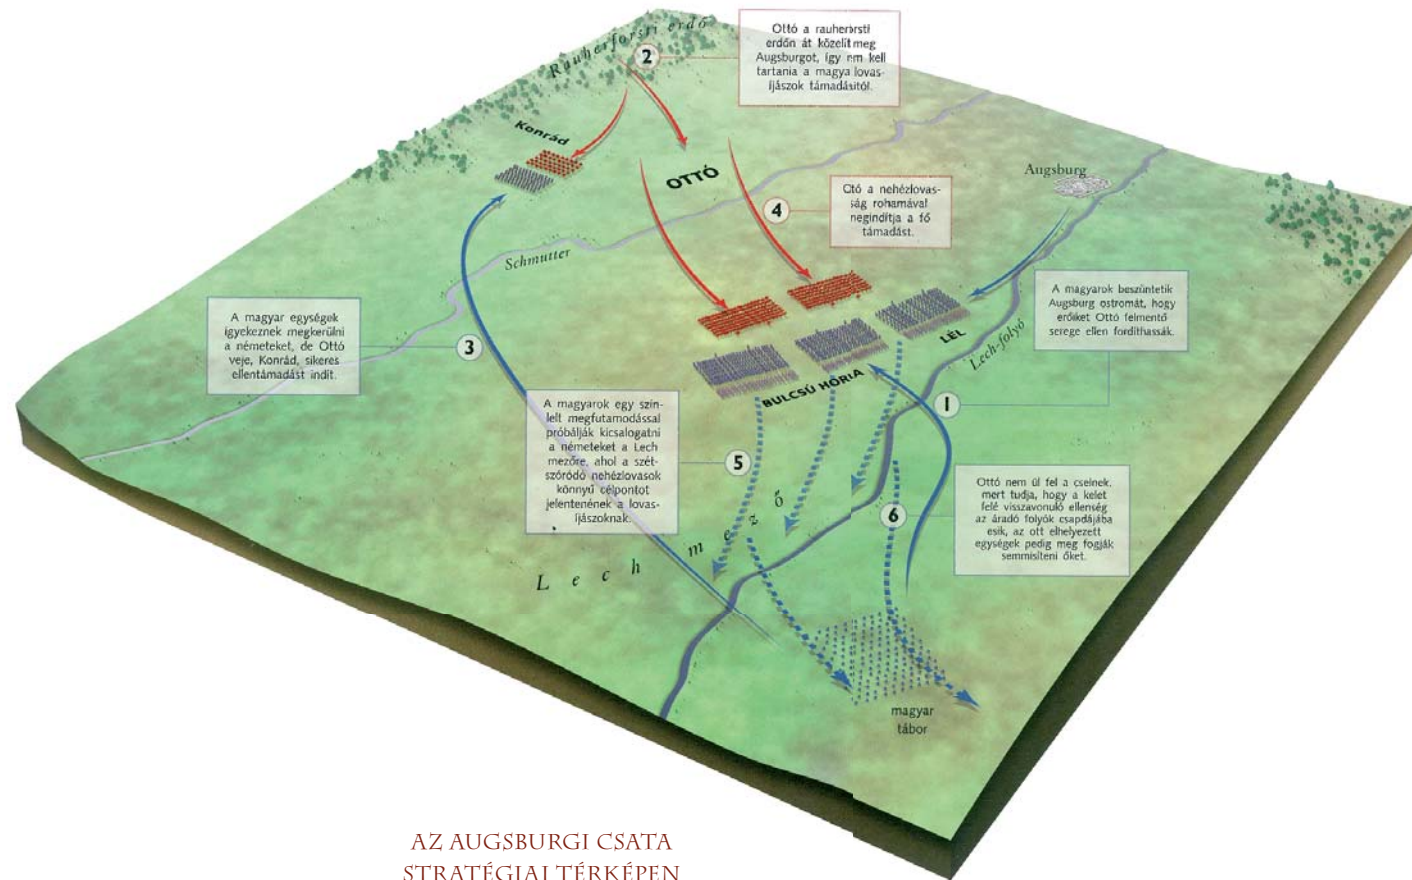 Rauherforsti erdő
2
Ottó a rauherörsti
erdőn át közelít meg
Augsburgot, így nem kell
tartania a magya lovas-
íjászok támadásitól.
Konrád
OTTÓ
Augsburg
4
Otó a nehézlovas-
ság rohamával
negindítja a fő
támadást.
Schmutter
A magyarok beszüntetik
Augsburg ostromát, hogy
erőiket Ottó felmentő
serege ellen fordíthassák.
A magyar egységek
igyekeznek megkerülni
a németeket, de Ottó
veje, Konrád, sikeres
ellentámadást indít.
3
LÉL
Lech-folyó
BULCSÚ HÓRIA
1
A magyarok egy szín-
lelt megfutamodással
próbálják kicsalogatni
a németeket a Lech
mezőre, ahol a szét-
szóródó nehézlovasok
könnyű célpontot
jelentenének a lovas-
íjászoknak.
5
6
Ottó nem ül fel a cselnek,
mert tudja, hogy a kelet
felé visszavonuló ellenség
az áradó folyók csapdájába
esik, az ott elhelyezett
egységek pedig meg fogják
semmisíteni őket.
Lech mező
magyar
tábor
AZ AUGSBURGI CSATA
STRATÉGIAI TÉRKÉPEN